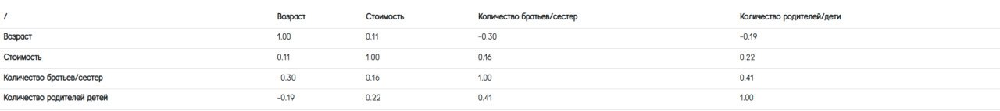 / Возраст Стоимость Количество братьев/сестер Количество родителей/дети
Возраст 1.00 0.11 -0.30 -0.19
Стоимость 0.11 1.00 0.16 0.22
Количество братьев/сестер -0.30 0.16 1.00 0.41
Количество родителей детей -0.19 0.22 0.41 1.00